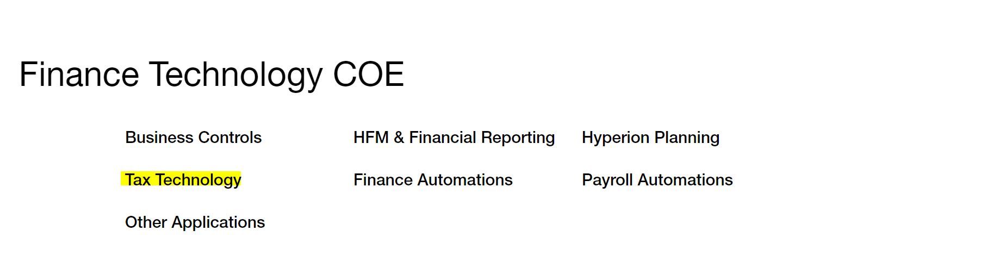 Finance Technology COE
Business Controls HFM & Financial Reporting Hyperion Planning
Tax Technology Finance Automations Payroll Automations
Other Applications